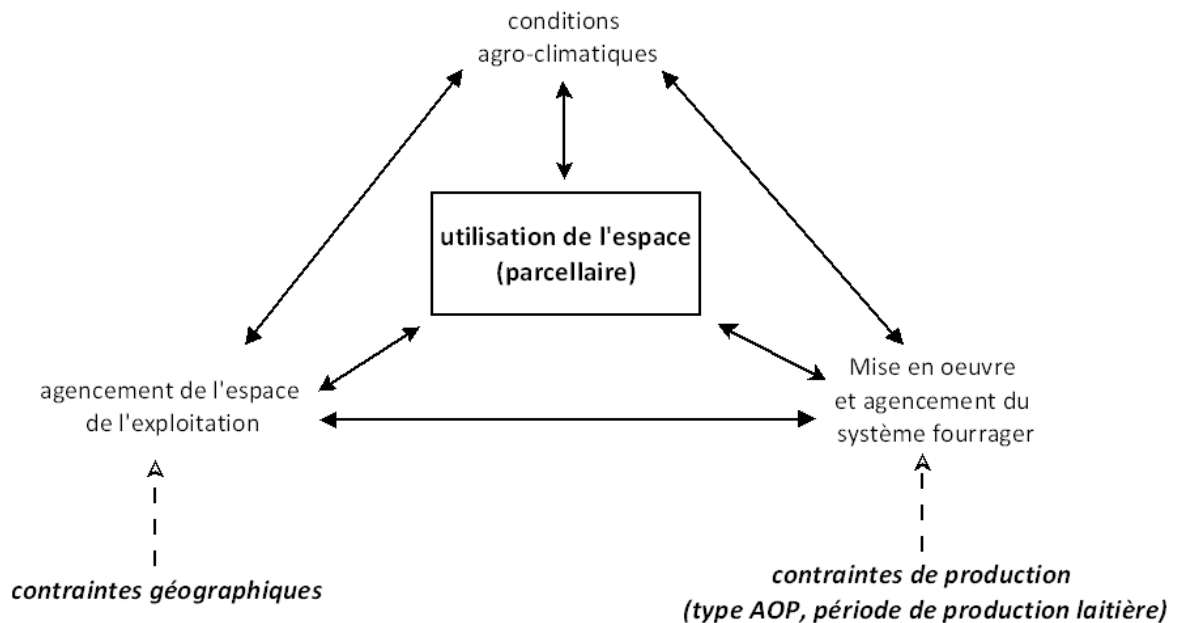 conditions
agro-climatiques
utilisation de l'espace
(parcellaire)
agencement de l'espace
de l'exploitation
Mise en oeuvre
et agencement du
système fourrager
contraintes géographiques
contraintes de production
(type AOP, période de production laitière)